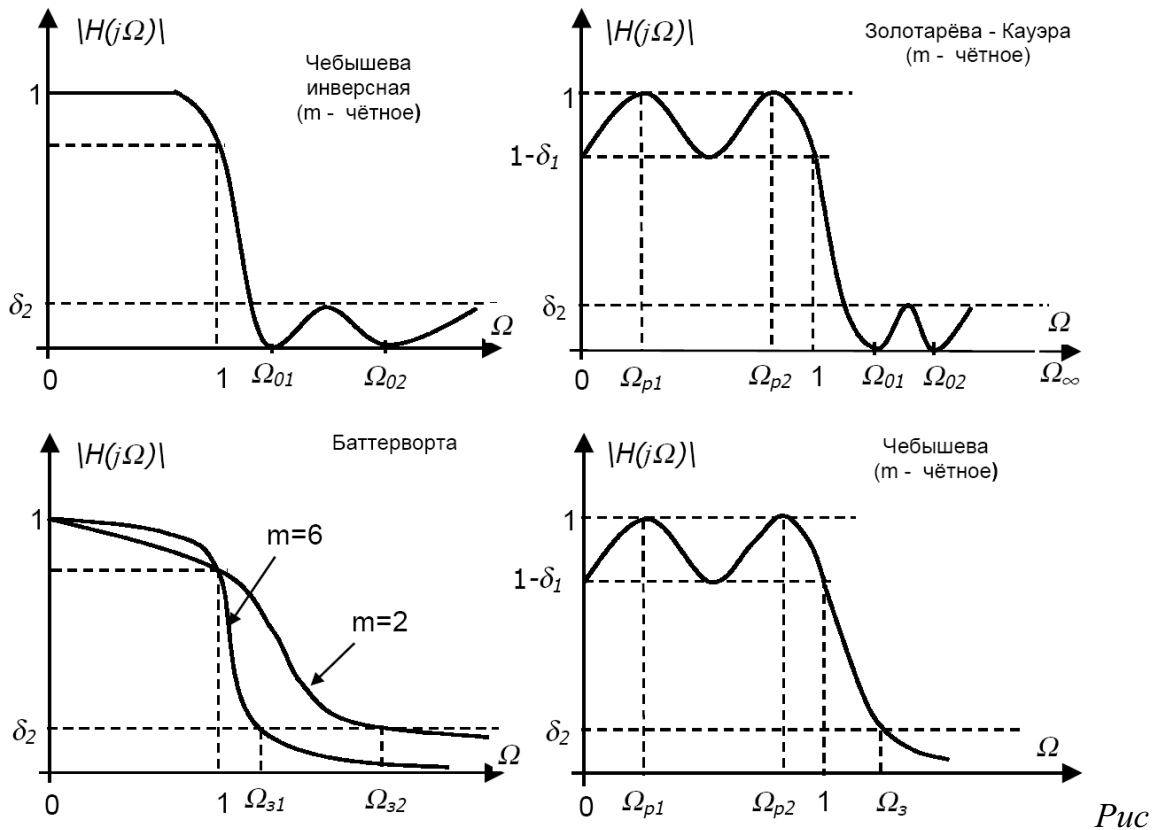 \H(jΩ)\
Чебышева
инверсная
(m - чётное)
1
δ2
Ω
0
1
Ω01
Ω02
\H(jΩ)\
Золотарёва - Кауэра
(m - чётное)
1
1-δ1
δ2
Ω
0
Ωp1
Ωp2
1
Ω01
Ω02
Ω∞
\H(jΩ)\
Баттерворта
1
m=6
m=2
δ2
Ω
0
1
Ωз1
Ωз2
\H(jΩ)\
Чебышева
(m - чётное)
1
1-δ1
δ2
Ω
0
Ωp1
Ωp2
1
Ωз
Рис